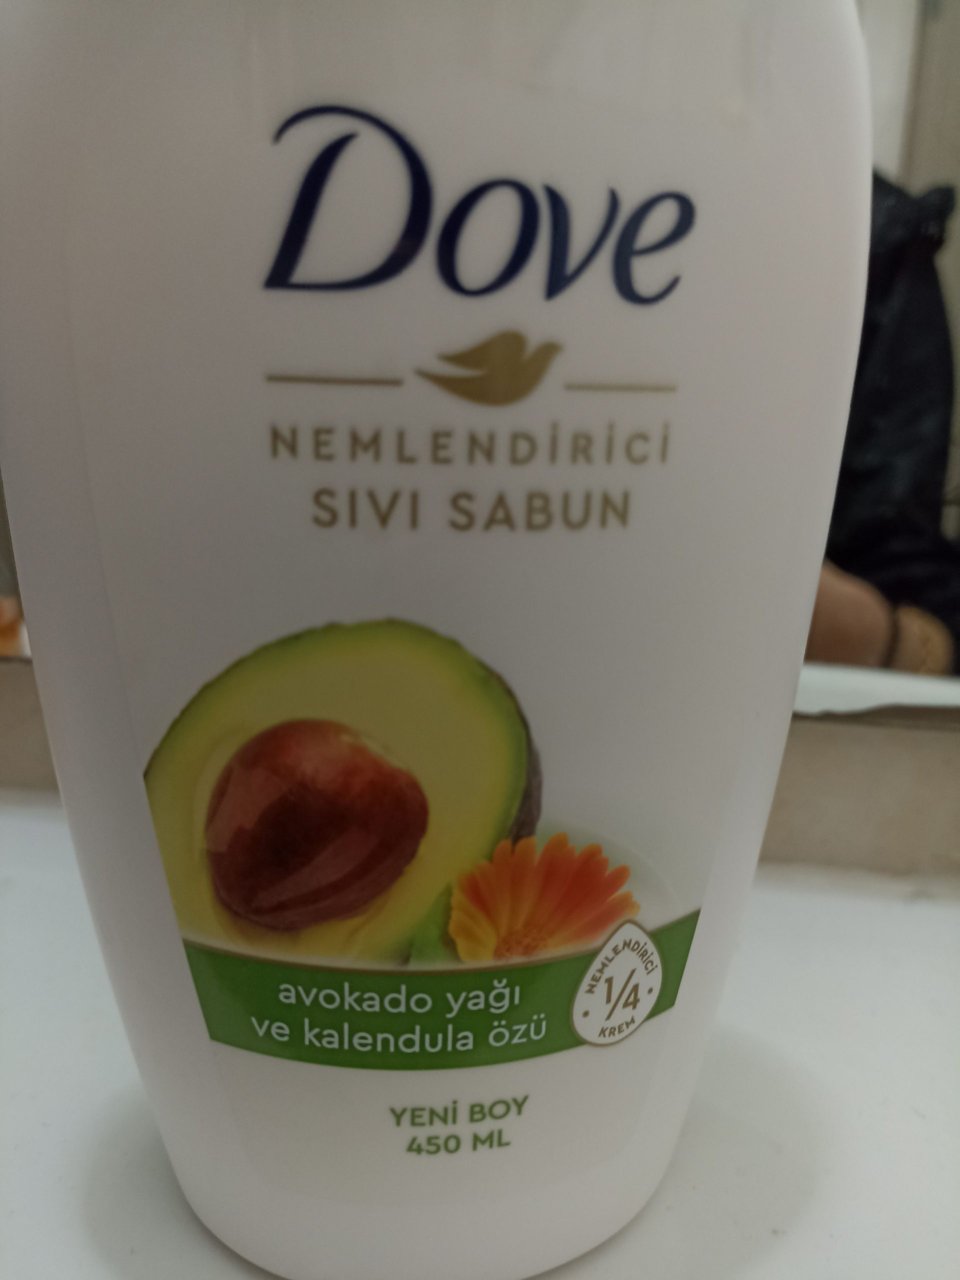 Dove
NEMLENDİRİCİ
SIVI SABUN
avokado yağı
ve kalendula özü
NEMLENDİRİCİ
1/4
KREM
YENİ BOY
450 ML